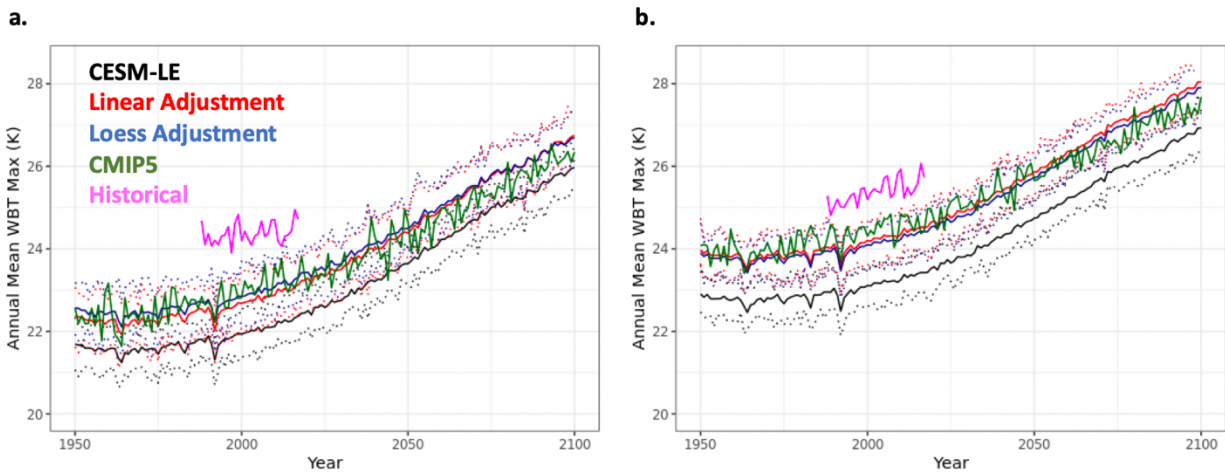 a.
b.
CESM-LE
Linear Adjustment
Loess Adjustment
CMIP5
Historical
Annual Mean WBT Max (K)
28
26
24
22
20
1950
2000
2050
2100
Year
Annual Mean WBT Max (K)
28
26
24
22
20
1950
2000
2050
2100
Year